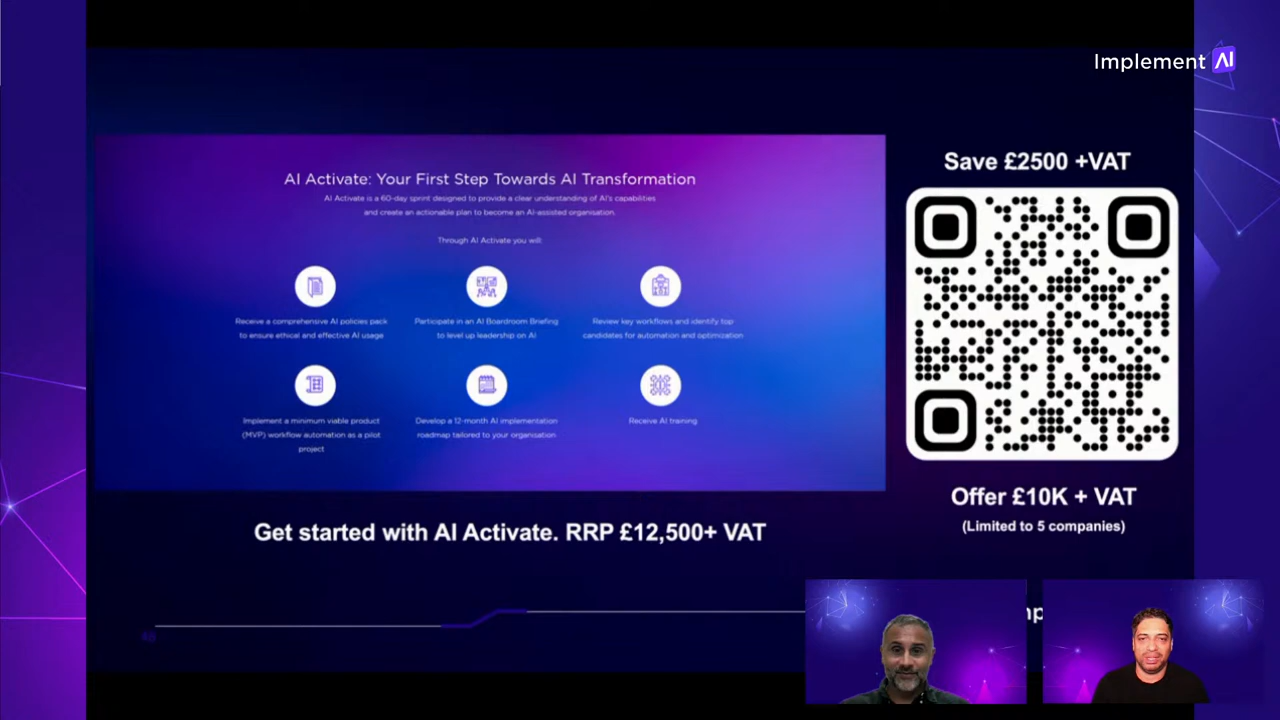 Implement AI
Save £2500 +VAT
AI Activate: Your First Step Towards AI Transformation
AI Activate is a 60-day sprint designed to provide a clear understanding of AI's capabilities
and create an actionable plan to become an AI-assisted organisation.
Through AI Activate you will:
Receive a comprehensive AI policies pack
to ensure ethical and effective AI usage
Participate in an AI Boardroom Briefing
to level up leadership on AI
Review key workflows and identify top
candidates for automation and optimization
Implement a minimum viable product
(MVP) workflow automation as a pilot
project
Develop a 12-month AI implementation
roadmap tailored to your organisation
Receive AI training
Offer £10K + VAT
(Limited to 5 companies)
Get started with AI Activate. RRP £12,500+ VAT